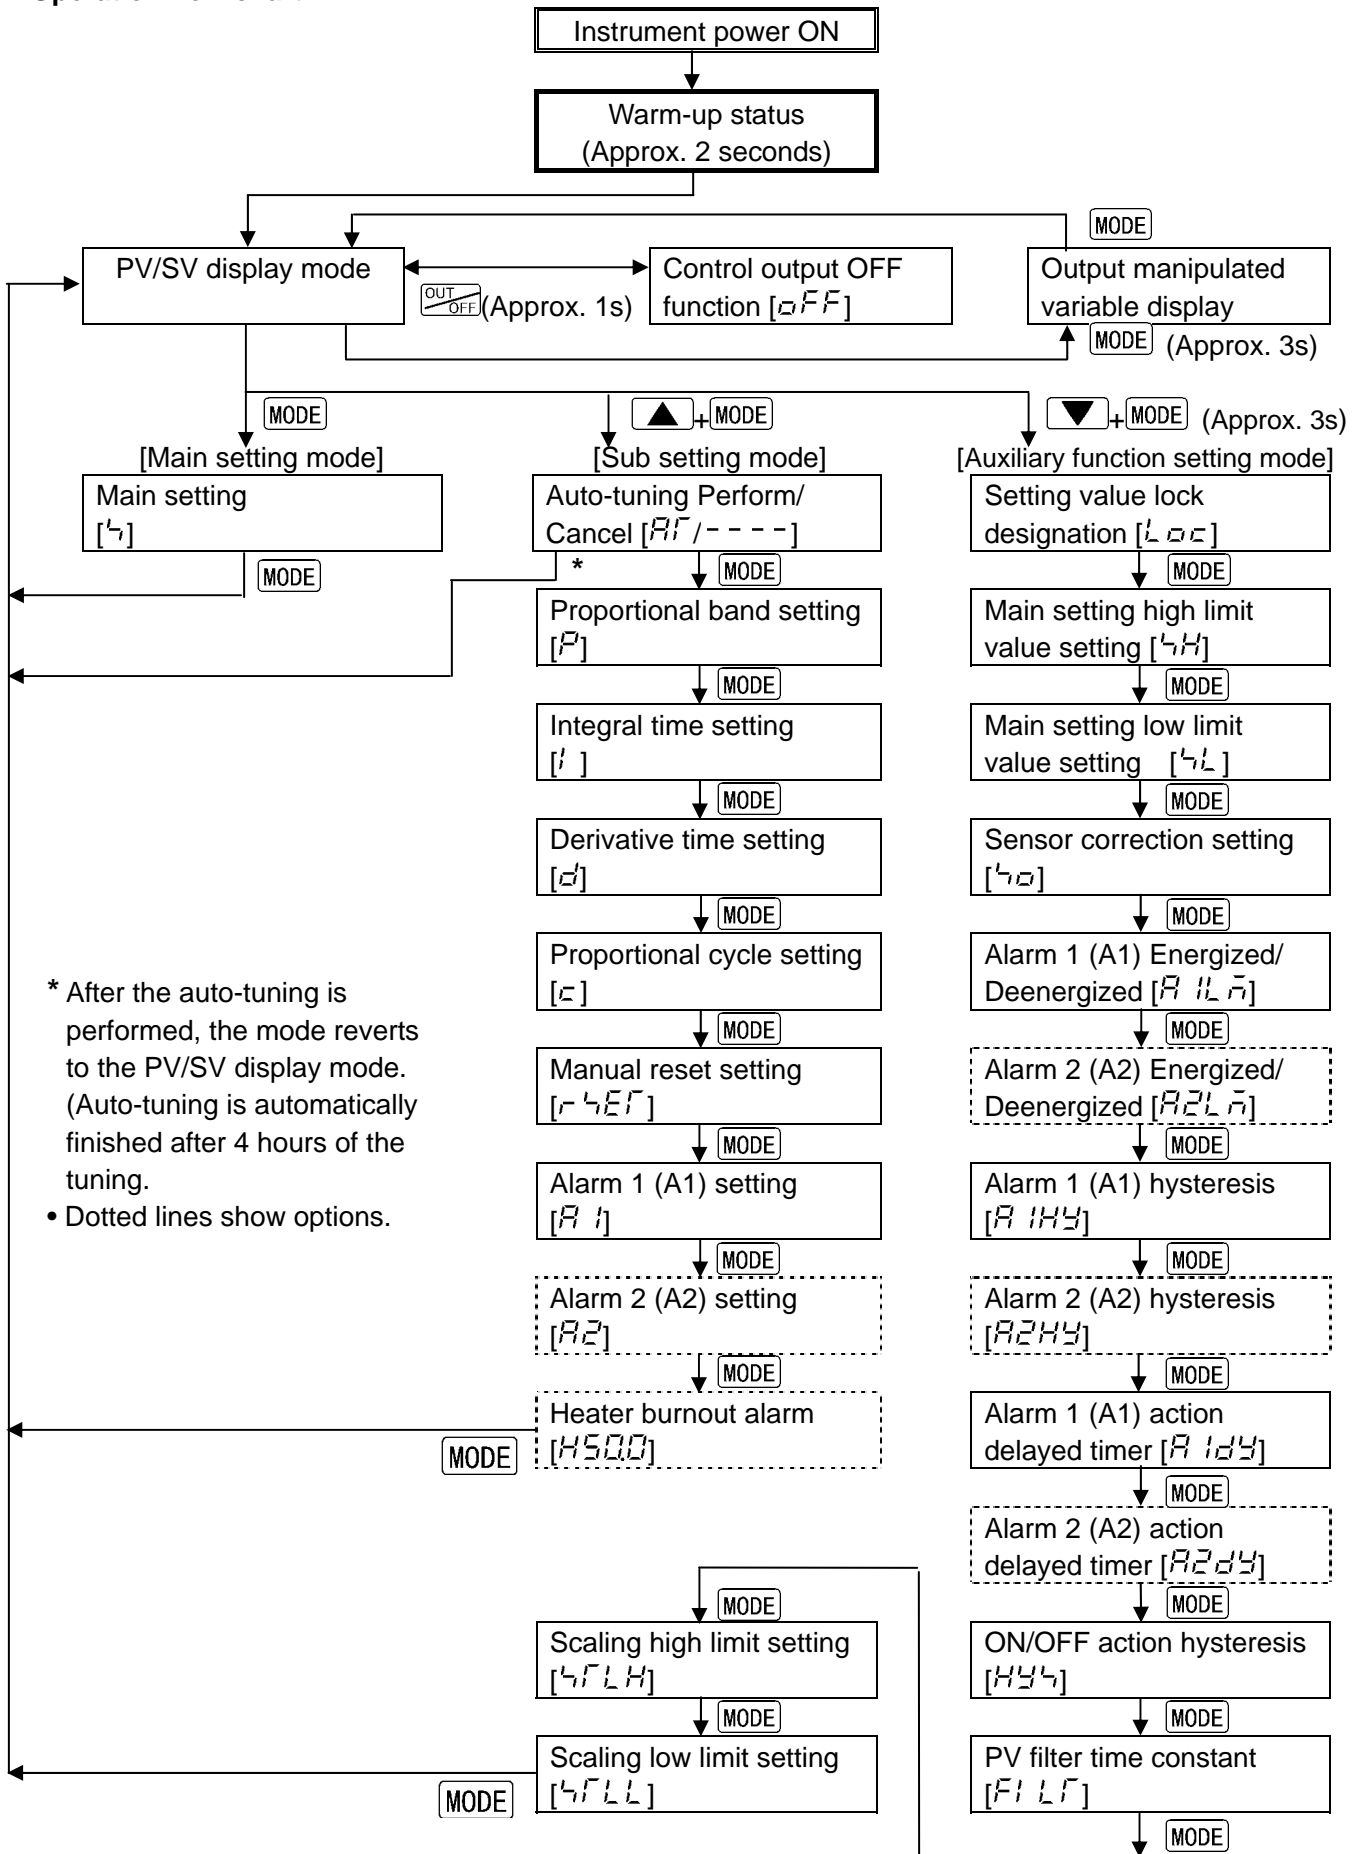 Instrument power ON
Warm-up status
(Approx. 2 seconds)
MODE
PV/SV display mode
OUT/OFF (Approx. 1s)
Control output OFF
function [oFF]
Output manipulated
variable display
MODE (Approx. 3s)
MODE
▲+MODE
▼+MODE (Approx. 3s)
[Main setting mode]
Main setting
[S]
MODE
[Sub setting mode]
Auto-tuning Perform/
Cancel [AT/----]
*
MODE
Proportional band setting
[P]
MODE
Integral time setting
[I ]
MODE
Derivative time setting
[d]
MODE
Proportional cycle setting
[c]
MODE
Manual reset setting
[rSET]
MODE
Alarm 1 (A1) setting
[A1]
MODE
Alarm 2 (A2) setting
[A2]
MODE
Heater burnout alarm
[H50.0]
MODE
[Auxiliary function setting mode]
Setting value lock
designation [Loc]
MODE
Main setting high limit
value setting [SH]
MODE
Main setting low limit
value setting [SL]
MODE
Sensor correction setting
[So]
MODE
Alarm 1 (A1) Energized/
Deenergized [A1Lm]
MODE
Alarm 2 (A2) Energized/
Deenergized [A2Lm]
MODE
Alarm 1 (A1) hysteresis
[A1HY]
MODE
Alarm 2 (A2) hysteresis
[A2HY]
MODE
Alarm 1 (A1) action
delayed timer [A1dY]
MODE
Alarm 2 (A2) action
delayed timer [A2dY]
MODE
ON/OFF action hysteresis
[HYS]
MODE
PV filter time constant
[FILT]
MODE
MODE
Scaling high limit setting
[STLH]
MODE
Scaling low limit setting
[STLL]
MODE
* After the auto-tuning is
performed, the mode reverts
to the PV/SV display mode.
(Auto-tuning is automatically
finished after 4 hours of the
tuning.
• Dotted lines show options.